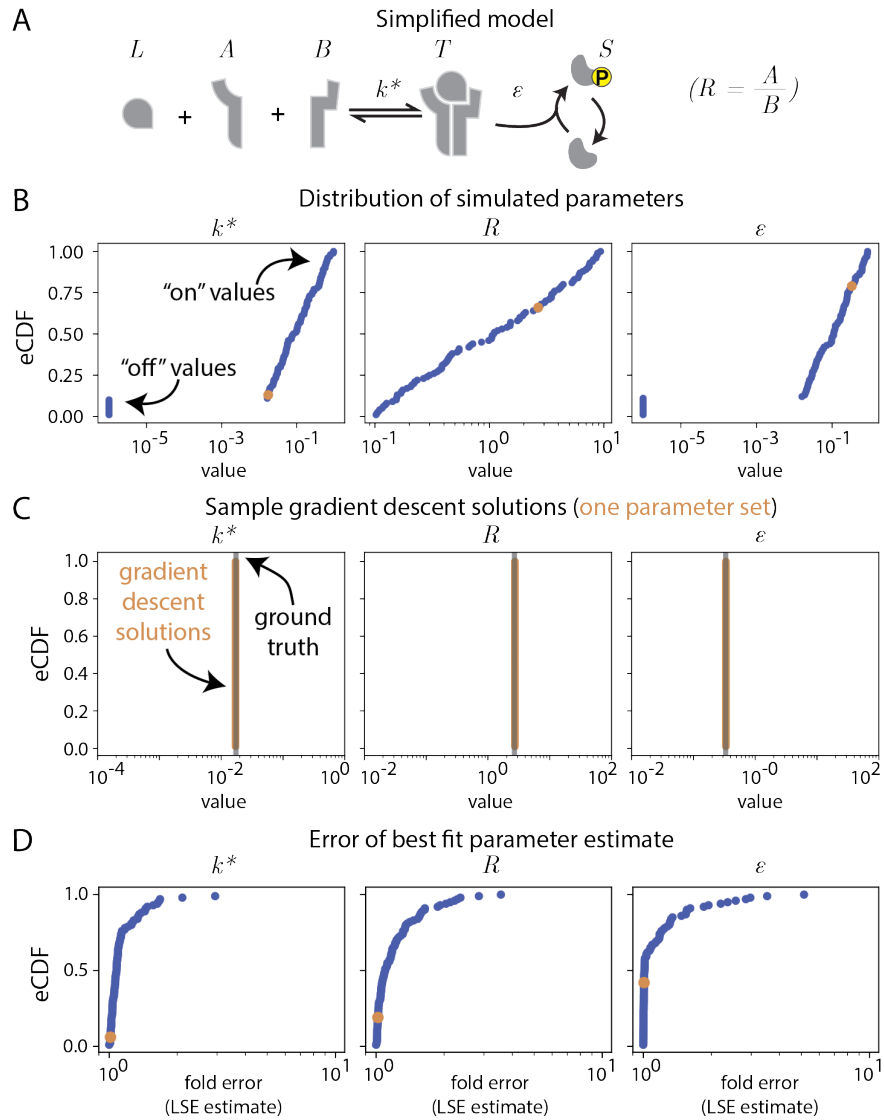 A
Simplified model
L A B T S
+ + k* ε P (R = A/B)
B
Distribution of simulated parameters
k* R ε
eCDF
1.00
0.75
0.50
0.25
0.00
"on" values
"off" values
10^-5 10^-3 10^-1
10^-1 10^0 10^1
10^-5 10^-3 10^-1
value value value
C
Sample gradient descent solutions (one parameter set)
k* R ε
eCDF
1.0
0.8
0.6
0.4
0.2
0.0
gradient
descent
solutions
ground
truth
10^-4 10^-2 10^0
10^-2 10^0 10^2
10^-2 10^-0 10^2
value value value
D
Error of best fit parameter estimate
k* R ε
eCDF
1.0
0.5
0.0
10^0 10^1
10^0 10^1
10^0 10^1
fold error fold error fold error
(LSE estimate) (LSE estimate) (LSE estimate)